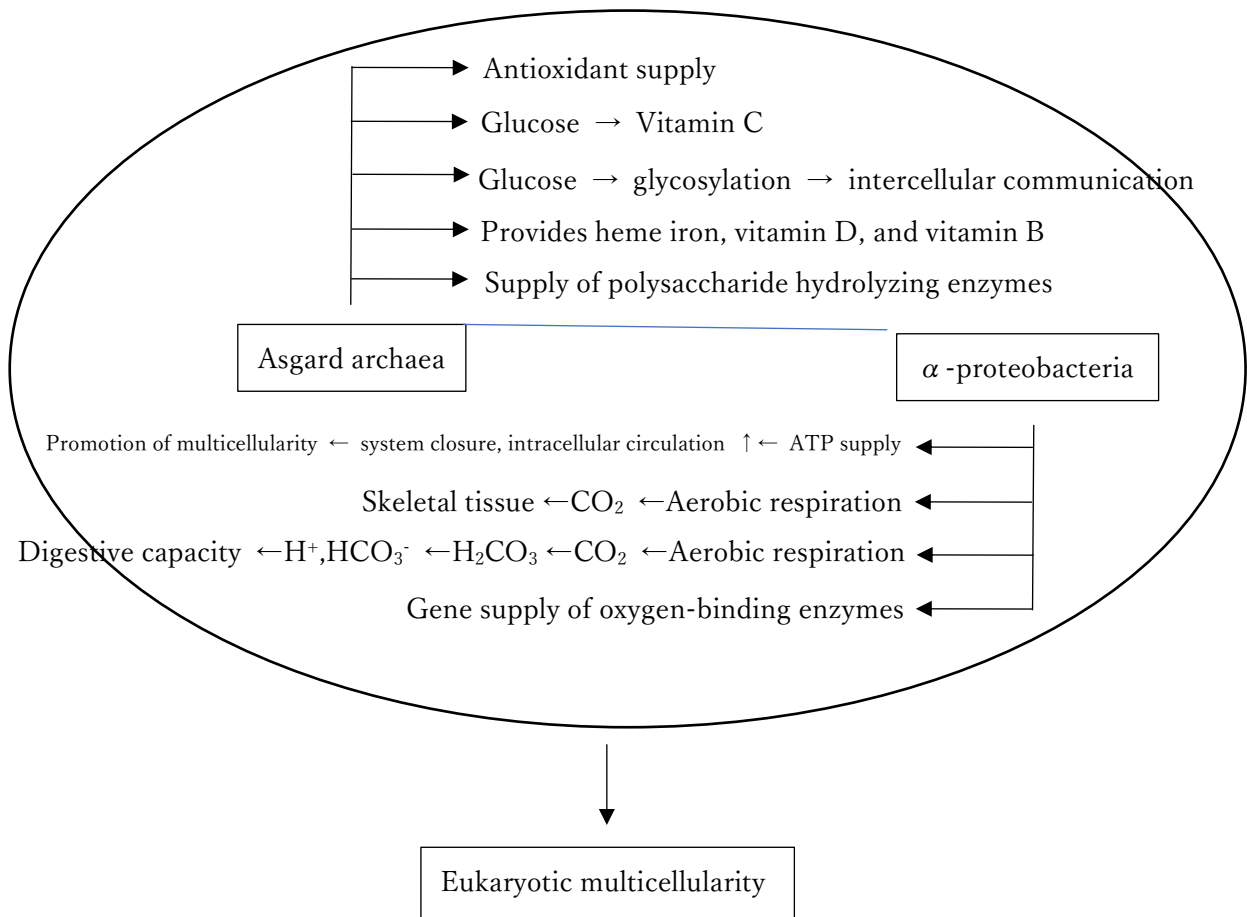 Antioxidant supply
Glucose → Vitamin C
Glucose → glycosylation → intercellular communication
Provides heme iron, vitamin D, and vitamin B
Supply of polysaccharide hydrolyzing enzymes
Asgard archaea
α-proteobacteria
Promotion of multicellularity ← system closure, intracellular circulation ↑ ← ATP supply
Skeletal tissue ←CO₂ ←Aerobic respiration
Digestive capacity ←H⁺,HCO₃⁻ ←H₂CO₃←CO₂ ←Aerobic respiration
Gene supply of oxygen-binding enzymes
Eukaryotic multicellularity